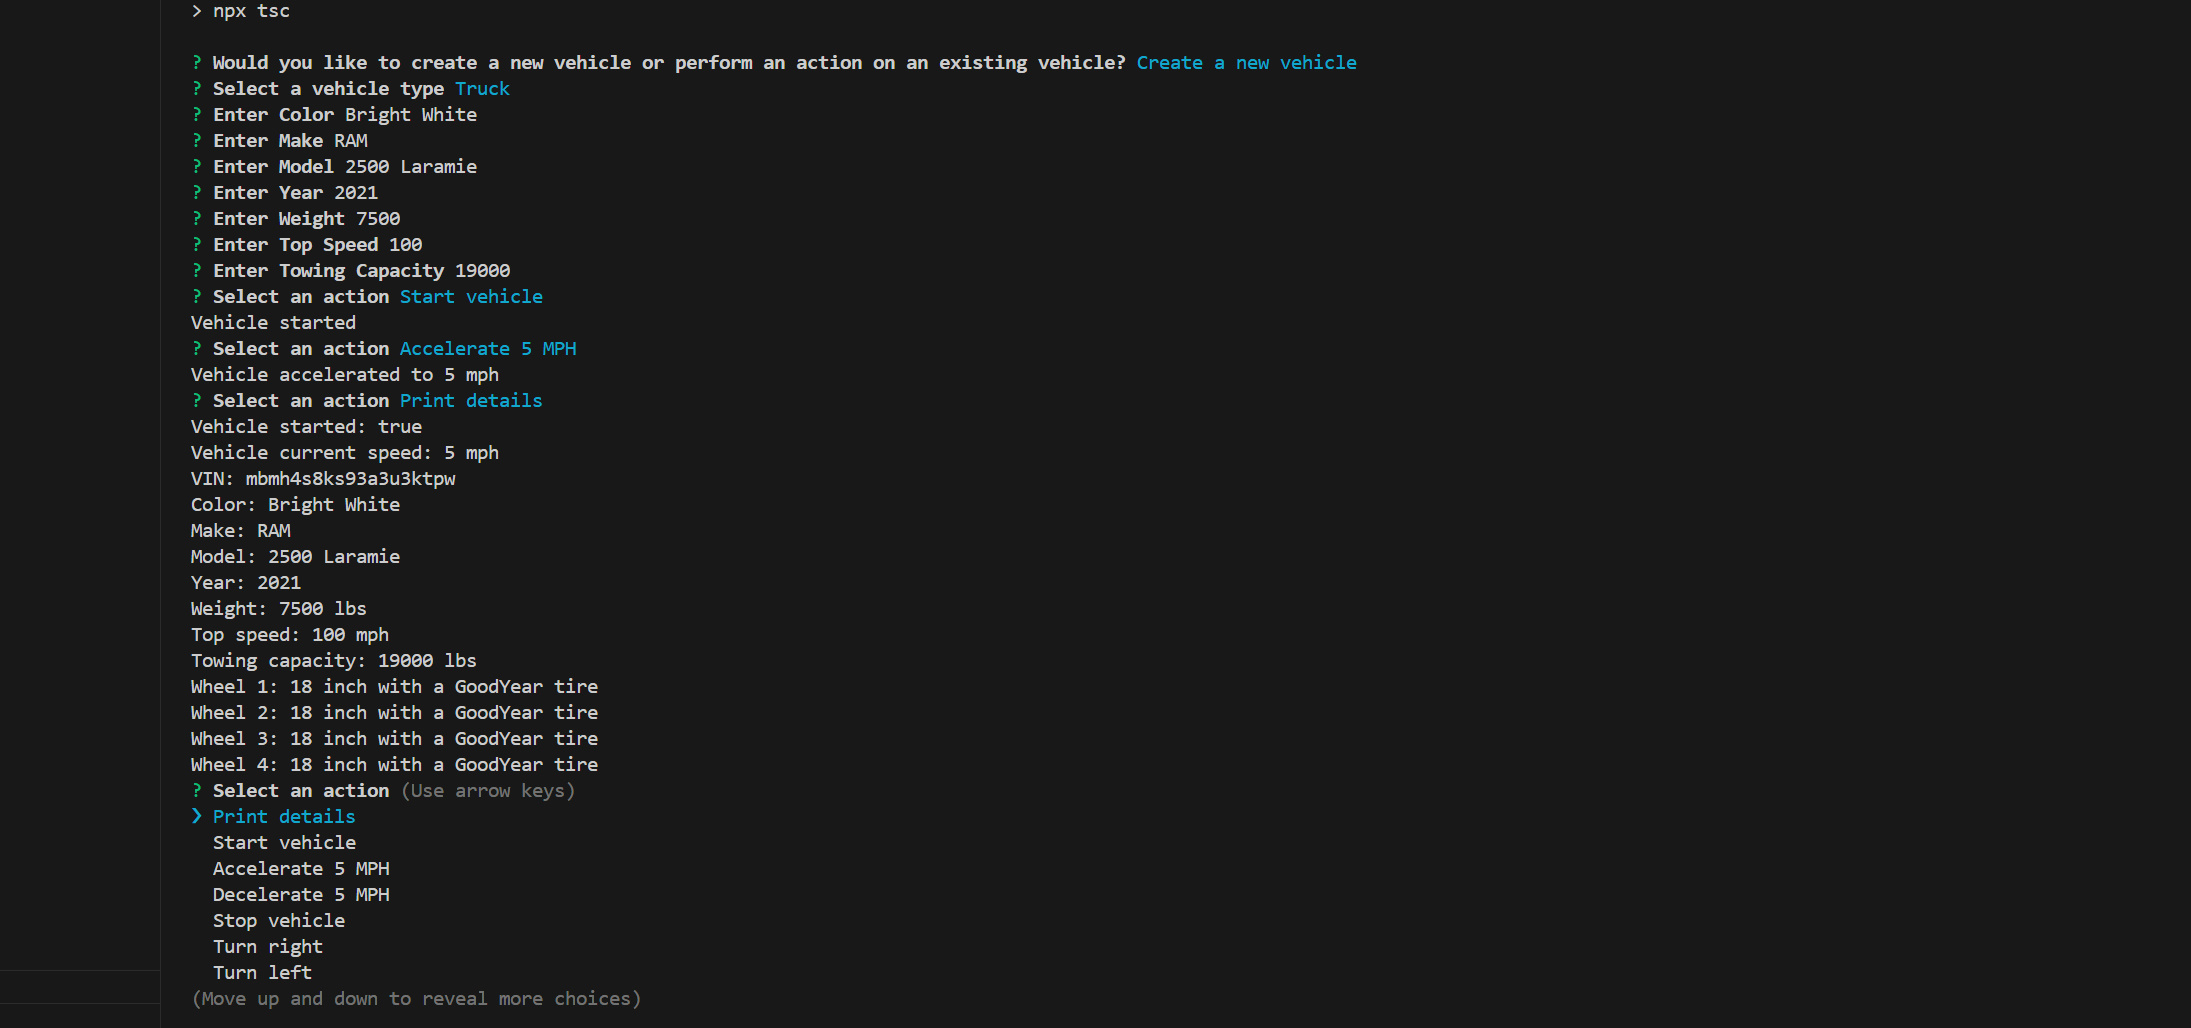 > npx tsc
? Would you like to create a new vehicle or perform an action on an existing vehicle? Create a new vehicle
? Select a vehicle type Truck
? Enter Color Bright White
? Enter Make RAM
? Enter Model 2500 Laramie
? Enter Year 2021
? Enter Weight 7500
? Enter Top Speed 100
? Enter Towing Capacity 19000
? Select an action Start vehicle
Vehicle started
? Select an action Accelerate 5 MPH
Vehicle accelerated to 5 mph
? Select an action Print details
Vehicle started: true
Vehicle current speed: 5 mph
VIN: mbmh4s8ks93a3u3ktpw
Color: Bright White
Make: RAM
Model: 2500 Laramie
Year: 2021
Weight: 7500 lbs
Top speed: 100 mph
Towing capacity: 19000 lbs
Wheel 1: 18 inch with a GoodYear tire
Wheel 2: 18 inch with a GoodYear tire
Wheel 3: 18 inch with a GoodYear tire
Wheel 4: 18 inch with a GoodYear tire
? Select an action (Use arrow keys)
❯ Print details
Start vehicle
Accelerate 5 MPH
Decelerate 5 MPH
Stop vehicle
Turn right
Turn left
(Move up and down to reveal more choices)